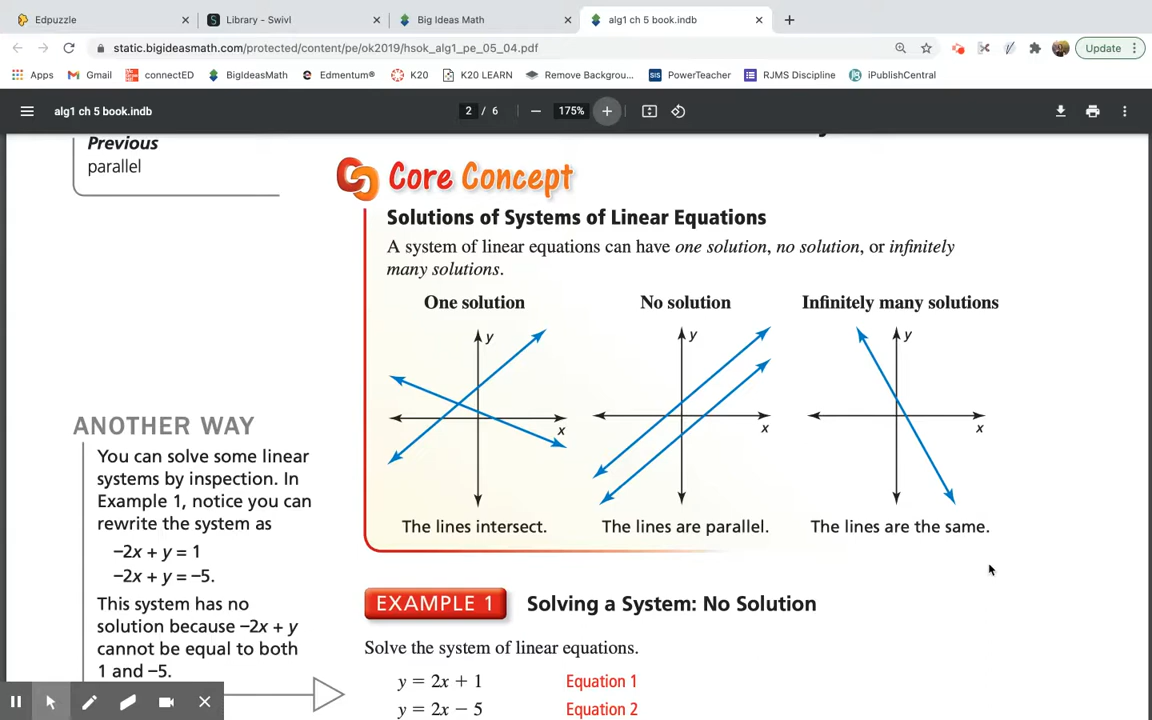 Edpuzzle
Library - Swivl
Big Ideas Math
alg1 ch 5 book.indb
static.bigideasmath.com/protected/content/pe/ok2019/hsok_alg1_pe_05_04.pdf
Update
Apps
Gmail
connectED
BigIdeasMath
Edmentum®
K20
K20 LEARN
Remove Backgrou...
SIS
PowerTeacher
RJMS Discipline
iPublishCentral
alg1 ch 5 book.indb
2 / 6
175%
Previous
parallel
Core Concept
Solutions of Systems of Linear Equations
A system of linear equations can have one solution, no solution, or infinitely
many solutions.
One solution
No solution
Infinitely many solutions
y
x
y
x
y
x
The lines intersect.
The lines are parallel.
The lines are the same.
ANOTHER WAY
You can solve some linear
systems by inspection. In
Example 1, notice you can
rewrite the system as
−2x + y = 1
−2x + y = −5.
This system has no
solution because −2x + y
cannot be equal to both
1 and −5.
EXAMPLE 1
Solving a System: No Solution
Solve the system of linear equations.
y = 2x + 1
Equation 1
y = 2x − 5
Equation 2